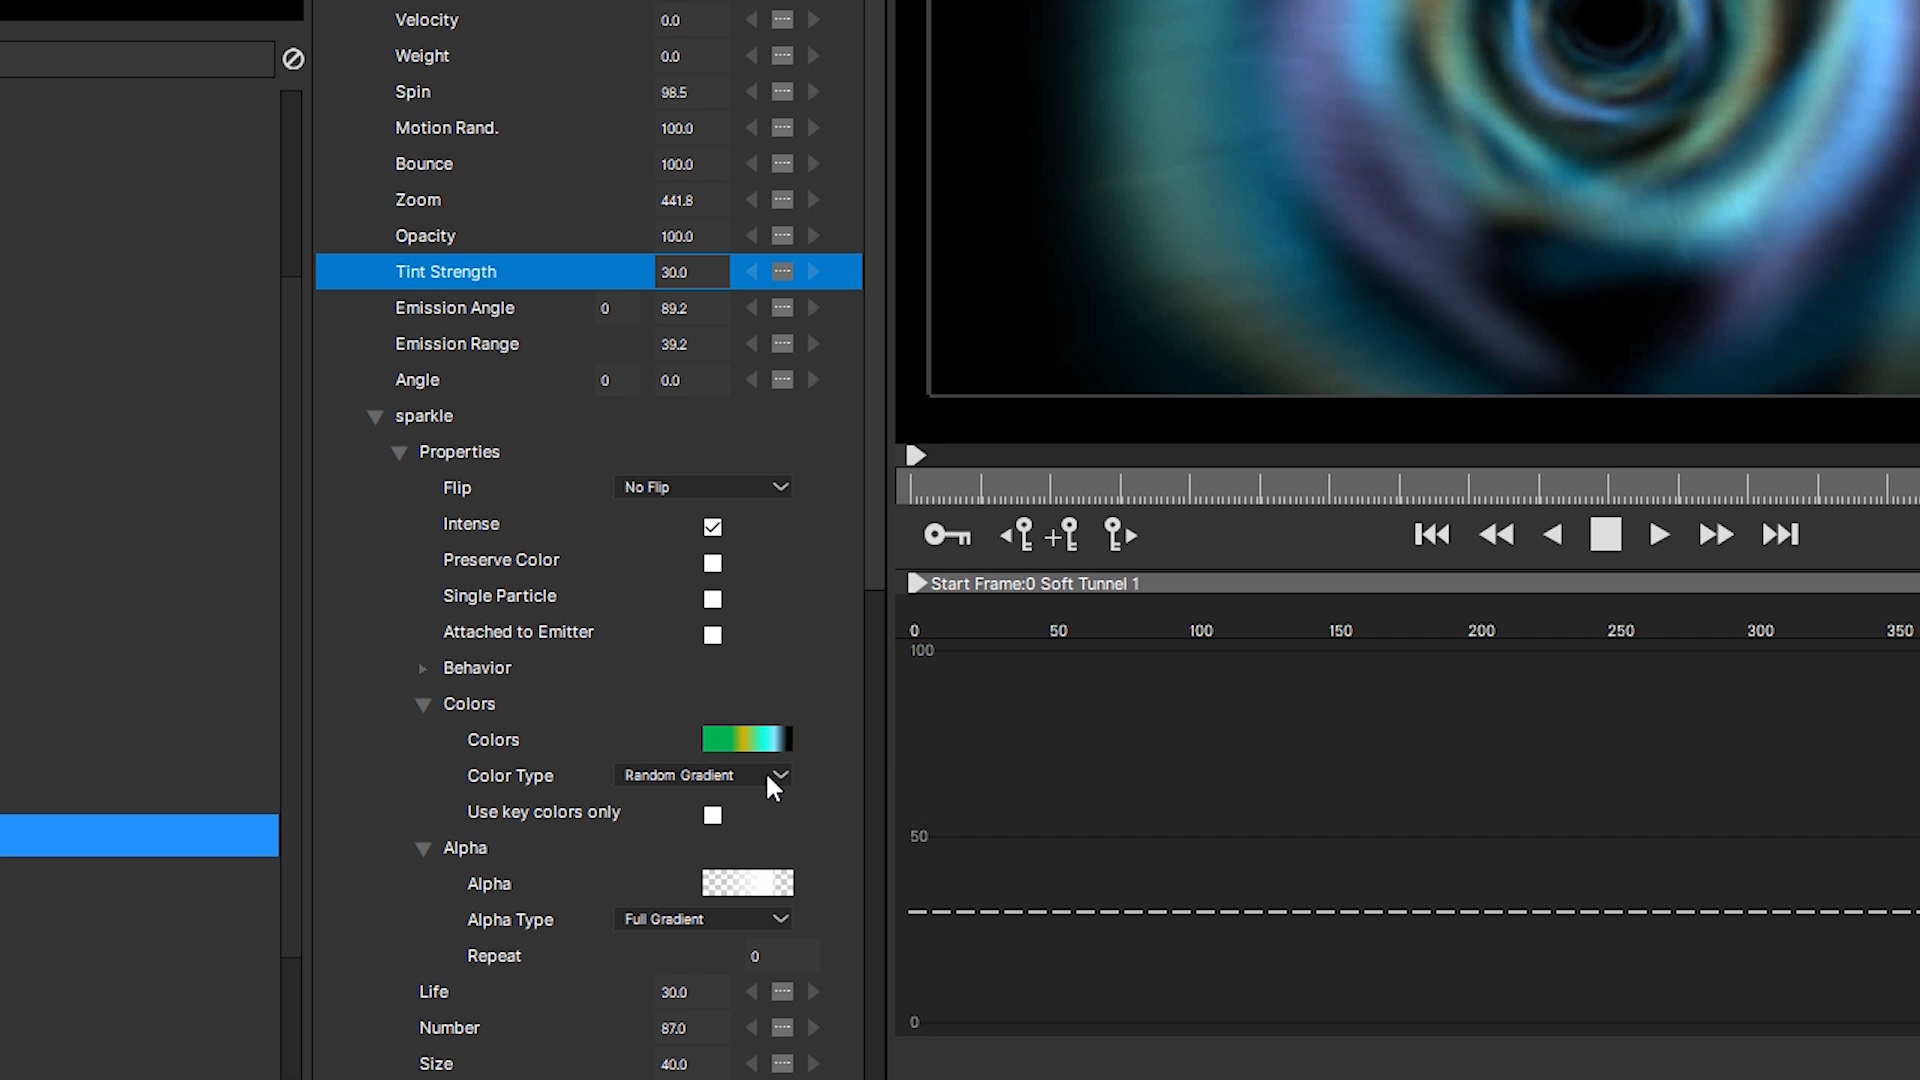 Velocity 0.0
Weight 0.0
Spin 98.5
Motion Rand. 100.0
Bounce 100.0
Zoom 441.8
Opacity 100.0
Tint Strength 30.0
Emission Angle 0 89.2
Emission Range 39.2
Angle 0 0.0
sparkle
Properties
Flip No Flip
Intense
Preserve Color
Single Particle
Attached to Emitter
Behavior
Colors
Colors
Color Type Random Gradient
Use key colors only
Alpha
Alpha
Alpha Type Full Gradient
Repeat 0
Life 30.0
Number 87.0
Size 40.0
Start Frame:0 Soft Tunnel 1
0 50 100 150 200 250 300 350
100
50
0